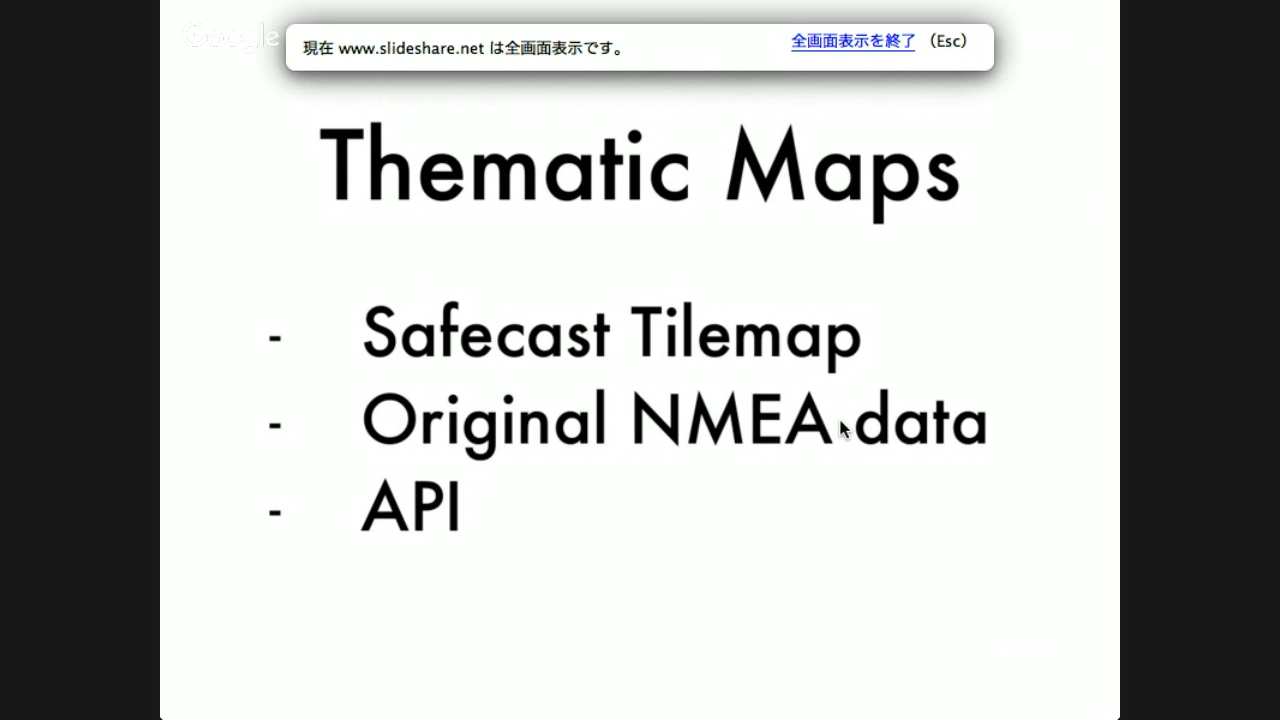 Google
現在 www.slideshare.net は全画面表示です。 全画面表示を終了 （Esc）
Thematic Maps
- Safecast Tilemap
- Original NMEA data
- API